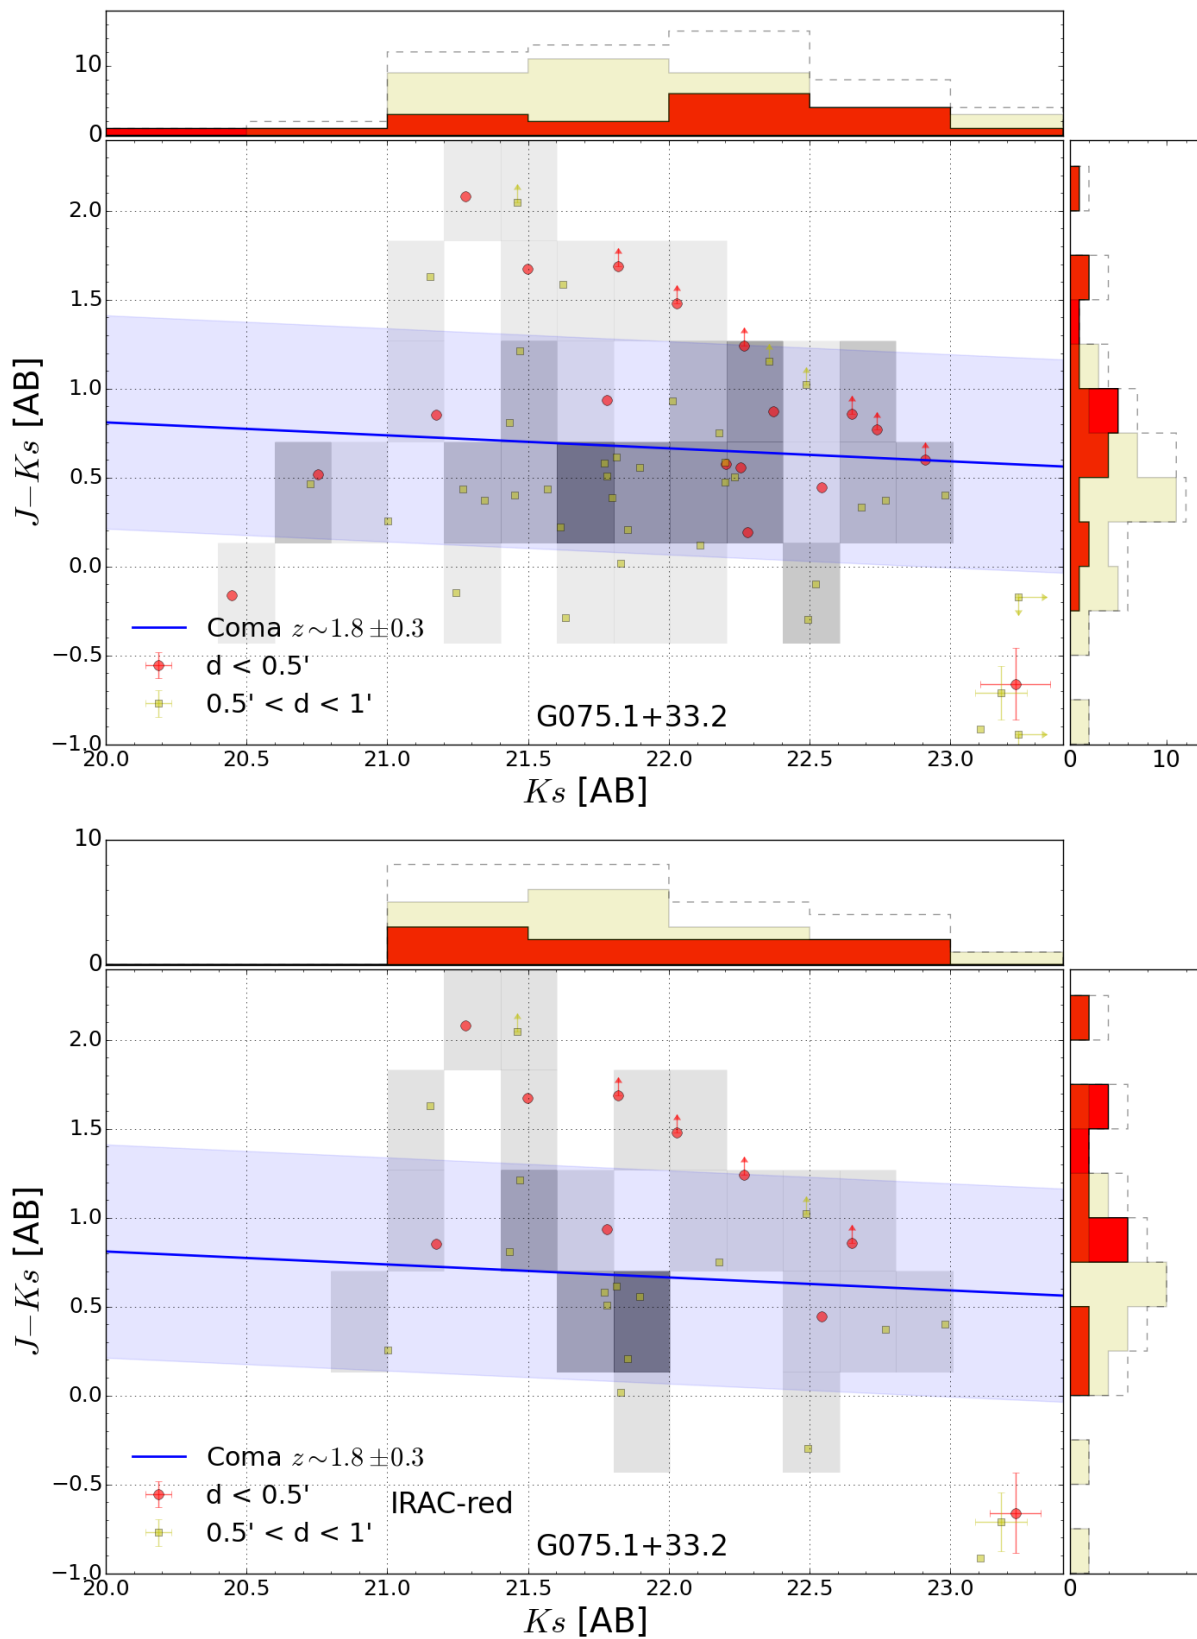 10
0
2.0
1.5
1.0
0.5
0.0
−0.5
−1.0
J−Ks [AB]
Coma z∼1.8±0.3
d < 0.5'
0.5' < d < 1'
G075.1+33.2
20.0 20.5 21.0 21.5 22.0 22.5 23.0
0 10
Ks [AB]
10
5
0
2.0
1.5
1.0
0.5
0.0
−0.5
−1.0
J−Ks [AB]
Coma z∼1.8±0.3
d < 0.5'
0.5' < d < 1'
IRAC-red
G075.1+33.2
20.0 20.5 21.0 21.5 22.0 22.5 23.0
0
Ks [AB]